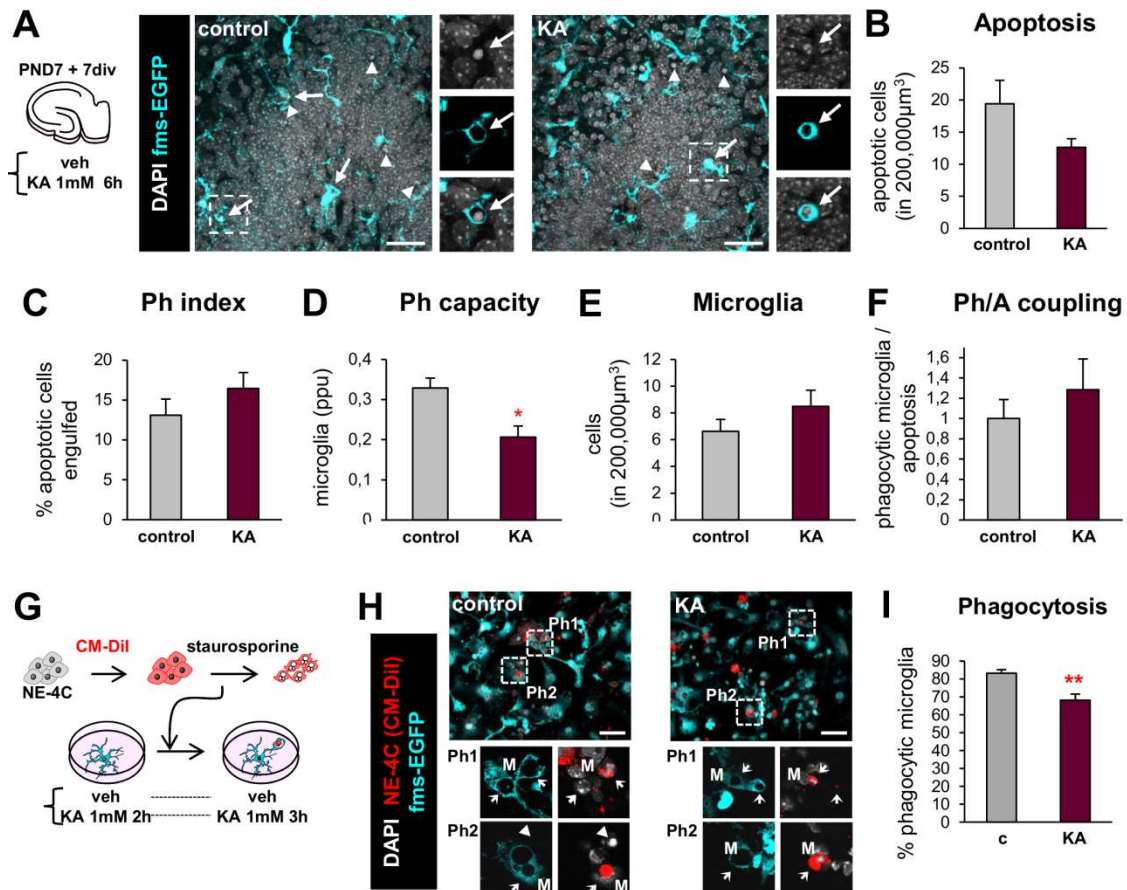 A
PND7 + 7div
veh
KA 1mM 6h
DAPI fms-EGFP
control
KA
B
Apoptosis
apoptotic cells
(in 200,000µm³)
25
20
15
10
5
0
control KA
C
Ph index
% apoptotic cells
engulfed
20
15
10
5
0
control KA
D
Ph capacity
microglia (ppu)
0,4
0,3
0,2
0,1
0
*
control KA
E
Microglia
cells
(in 200,000µm³)
12
10
8
6
4
2
0
control KA
F
Ph/A coupling
phagocytic microglia /
apoptosis
1,6
1,4
1,2
1
0,8
0,6
0,4
0,2
0
control KA
G
CM-DiI staurosporine
NE-4C
veh veh
KA 1mM 2h KA 1mM 3h
H
DAPI NE-4C (CM-DiI)
fms-EGFP
control
Ph1
Ph2
KA
Ph1
Ph2
Ph1
M
M
Ph1
M
M
Ph2
M
M
Ph2
M
M
I
Phagocytosis
% phagocytic microglia
90
80
70
60
50
40
30
20
10
0
**
c KA